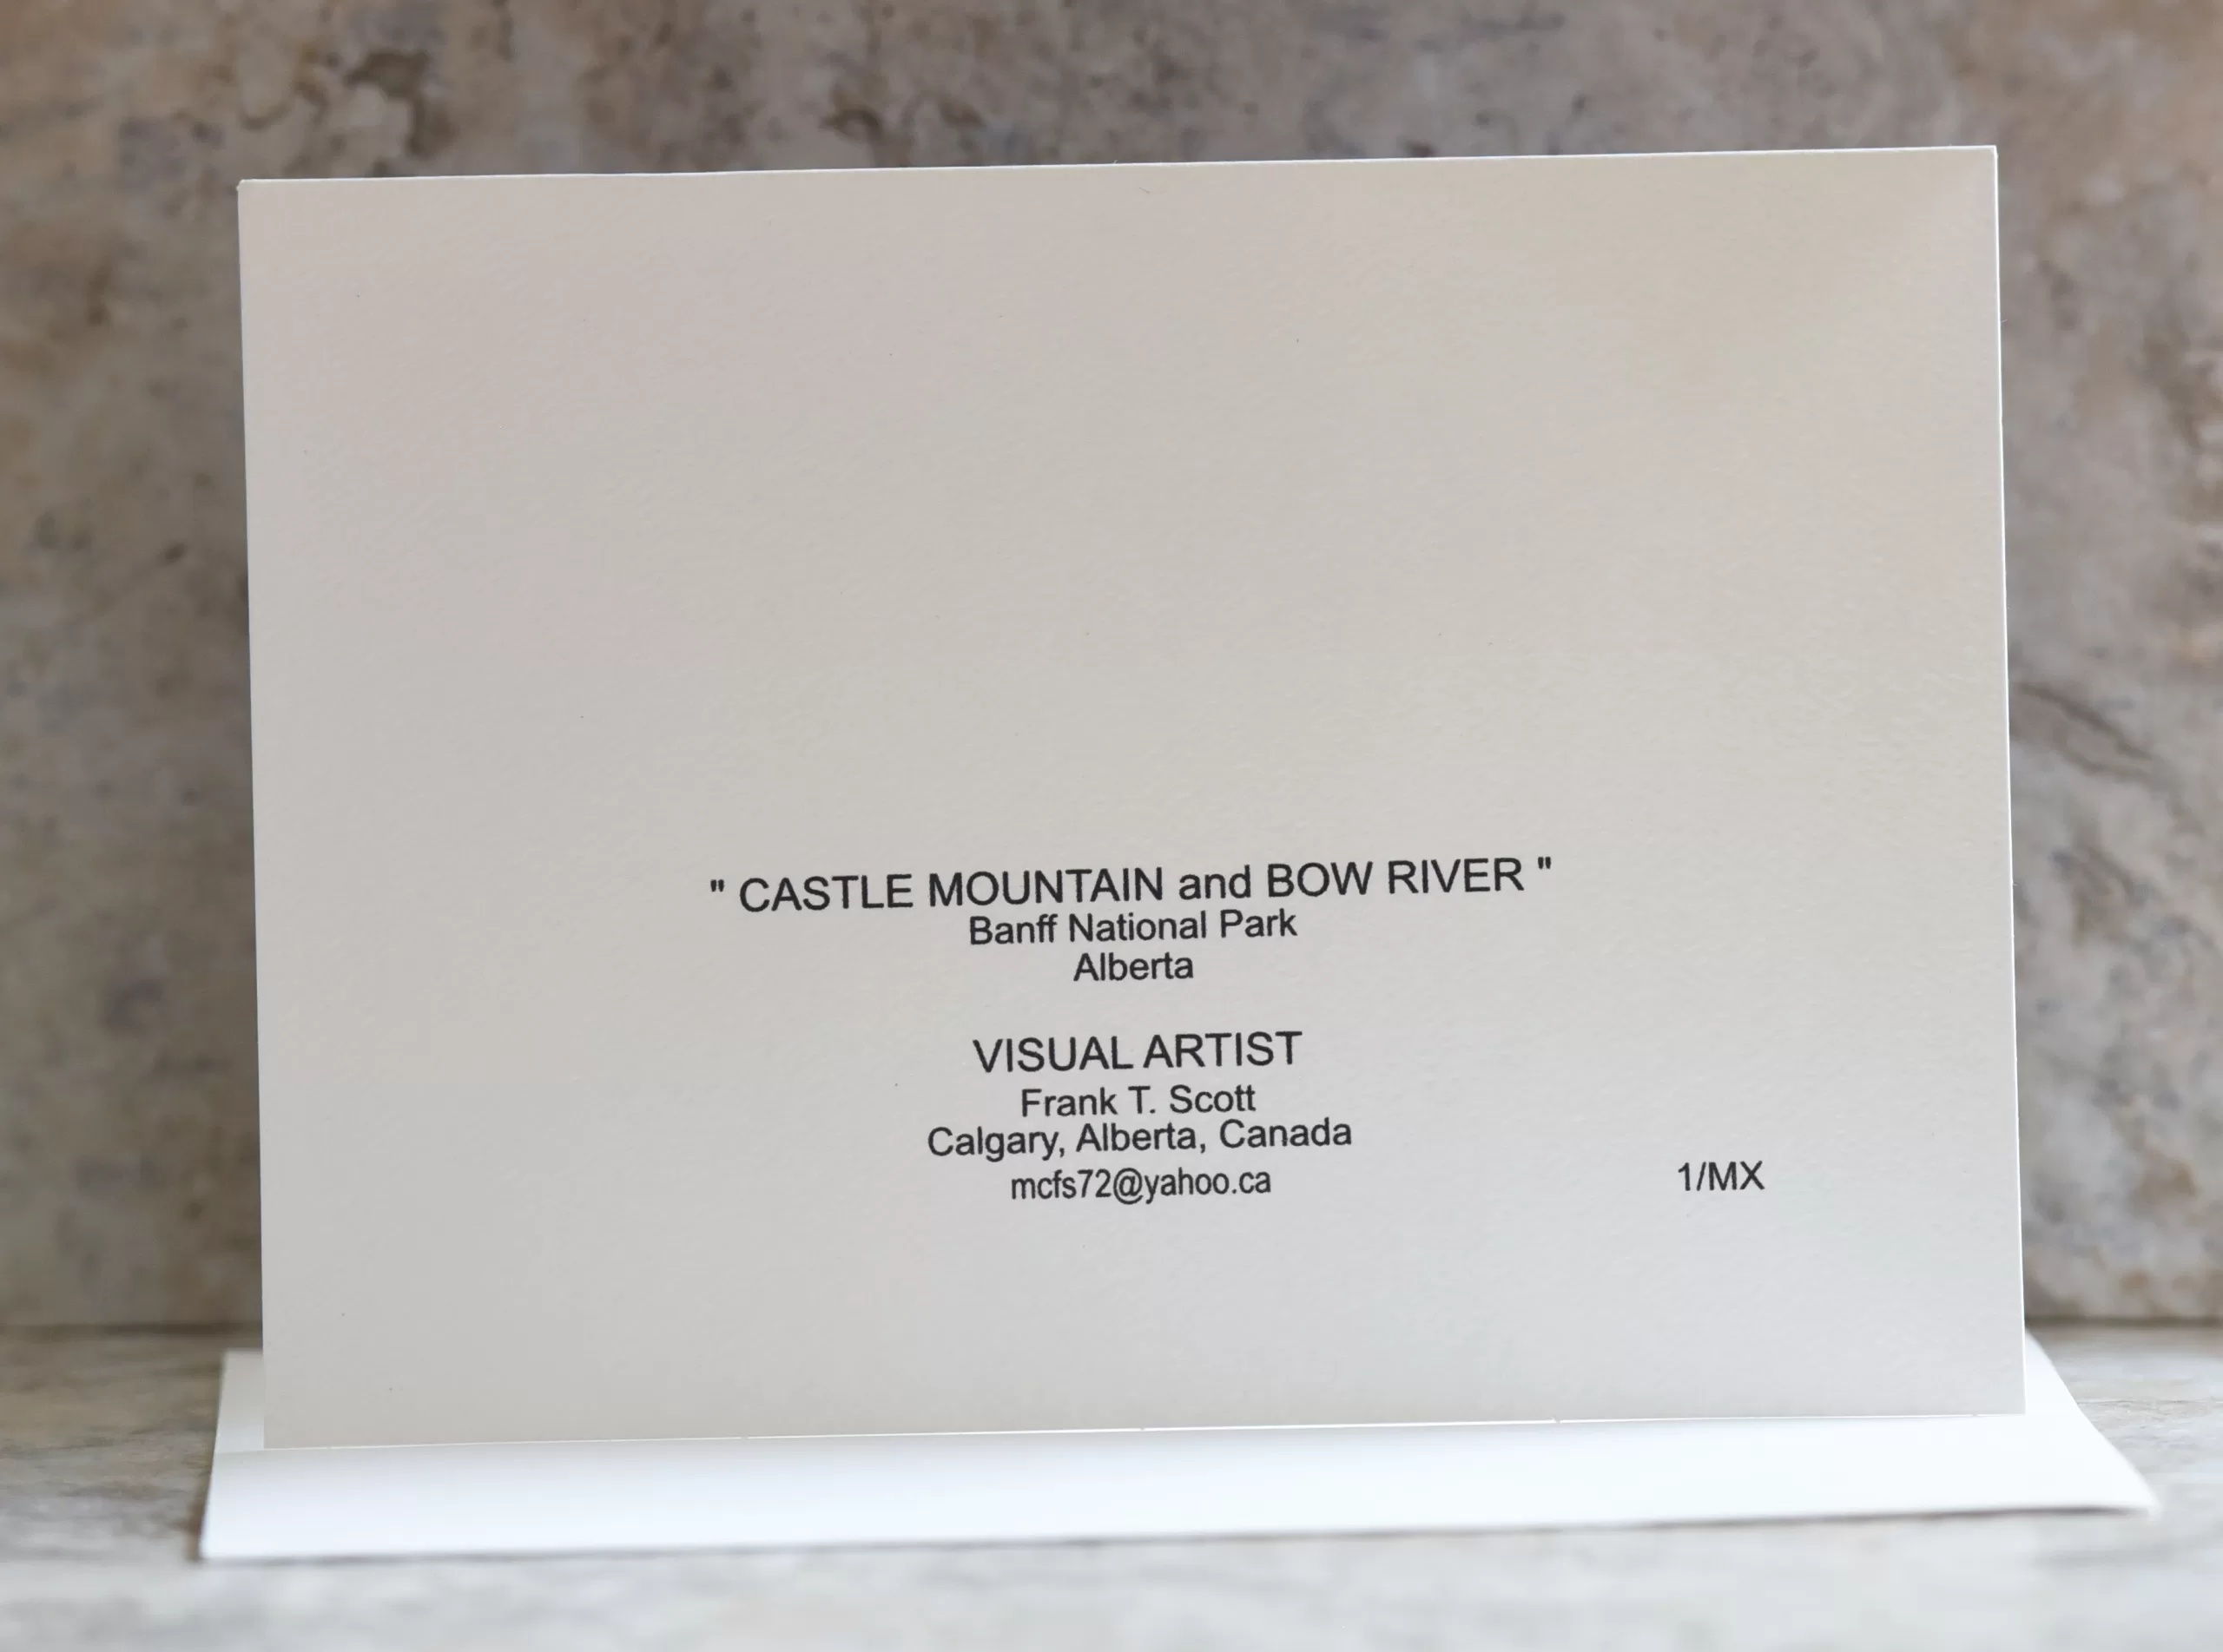 " CASTLE MOUNTAIN and BOW RIVER "
Banff National Park
Alberta
VISUAL ARTIST
Frank T. Scott
Calgary, Alberta, Canada
mcfs72@yahoo.ca
1/MX